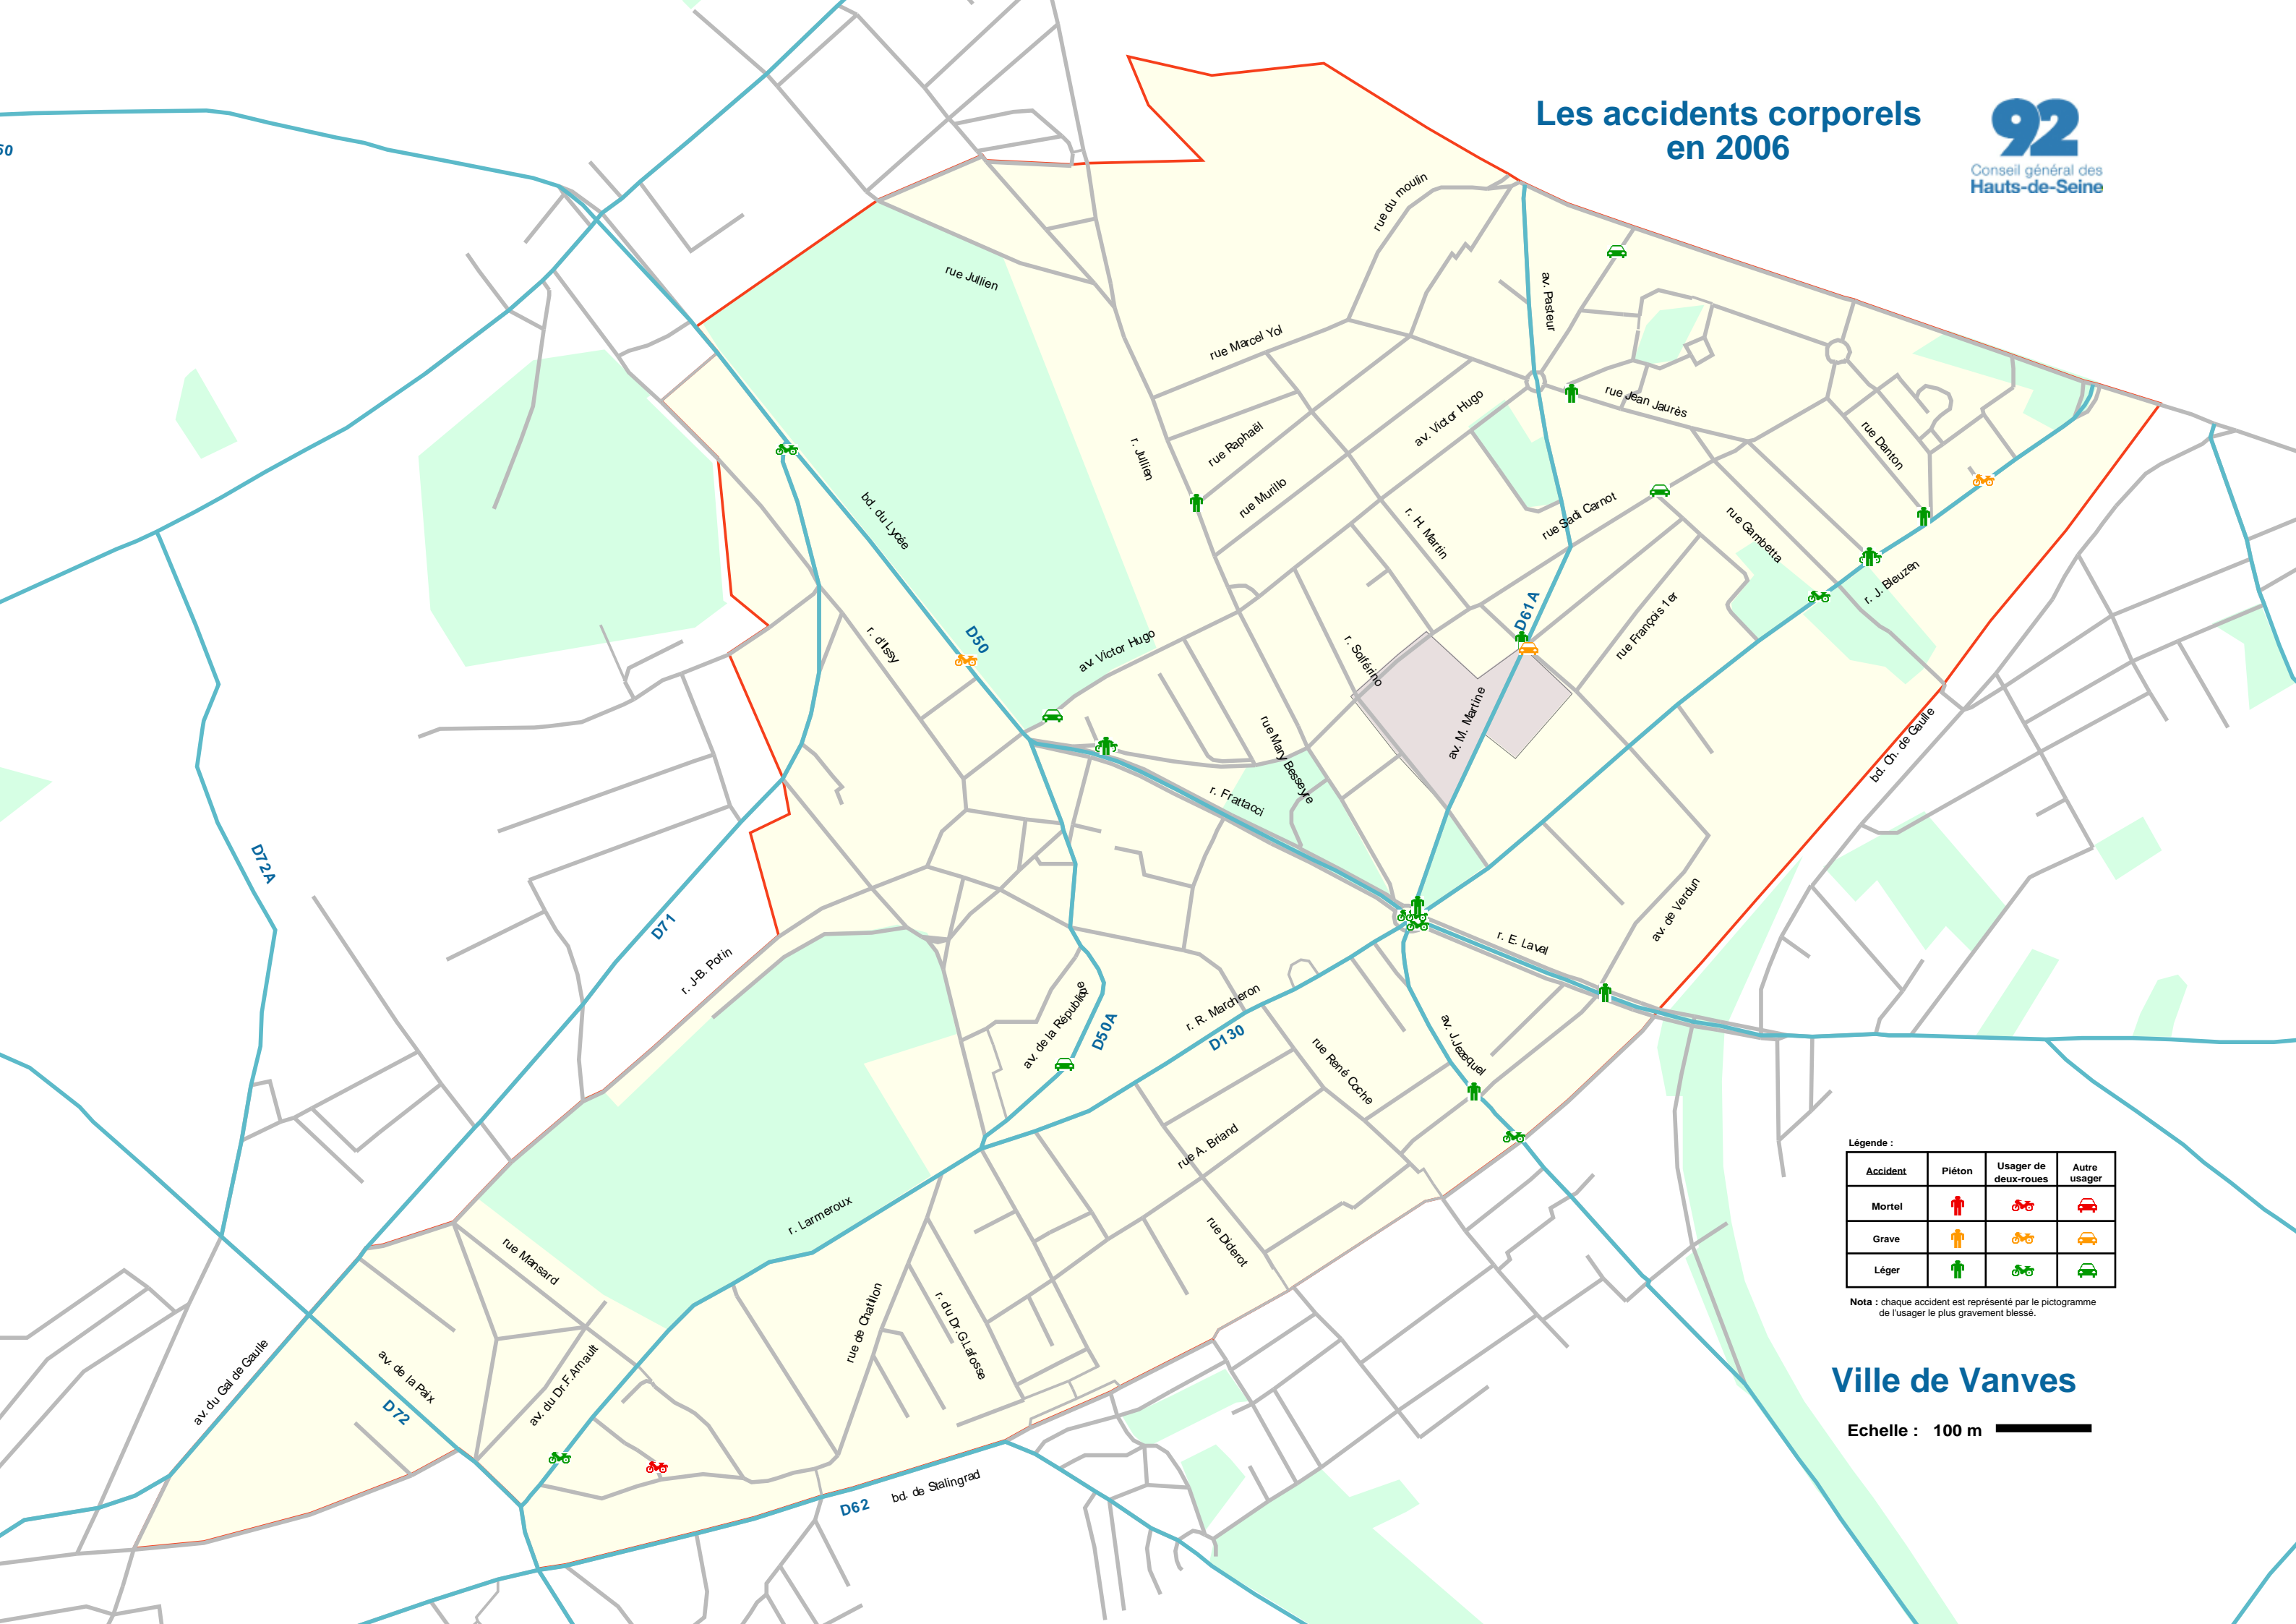 Les accidents corporels
en 2006
92
Conseil général des
Hauts-de-Seine
rue du moulin
rue Jullien
av. Pasteur
rue Marcel Yol
rue Jean Jaurès
av. Victor Hugo
rue Raphaël
r. Jullien
rue Danton
rue Murillo
bd. du Lycée
r. H. Martin
rue Sadi Carnot
rue Gambetta
r. J. Bleuzen
D61A
rue François 1er
D50
r. d'Issy
av. Victor Hugo
r. Solférino
av. M. Martine
rue Mary Besseyre
bd. Ch. de Gaulle
r. Frattacci
D72A
D71
av. de Verdun
r. E. Laval
r. J-B. Potin
av. de la République
D50A
r. R. Marcheron
D130
av. J. Jezequel
rue René Coche
rue A. Briand
r. Larmeroux
rue Diderot
rue Mansard
rue de Chatillon
r. du Dr.G.Lafosse
av. du Gal de Gaulle
av. de la Paix
D72
av. du Dr.F.Arnault
D62
bd. de Stalingrad
Légende :
Accident Piéton Usager de deux-roues Autre usager
Mortel
Grave
Léger
Nota : chaque accident est représenté par le pictogramme
de l'usager le plus gravement blessé.
Ville de Vanves
Echelle : 100 m